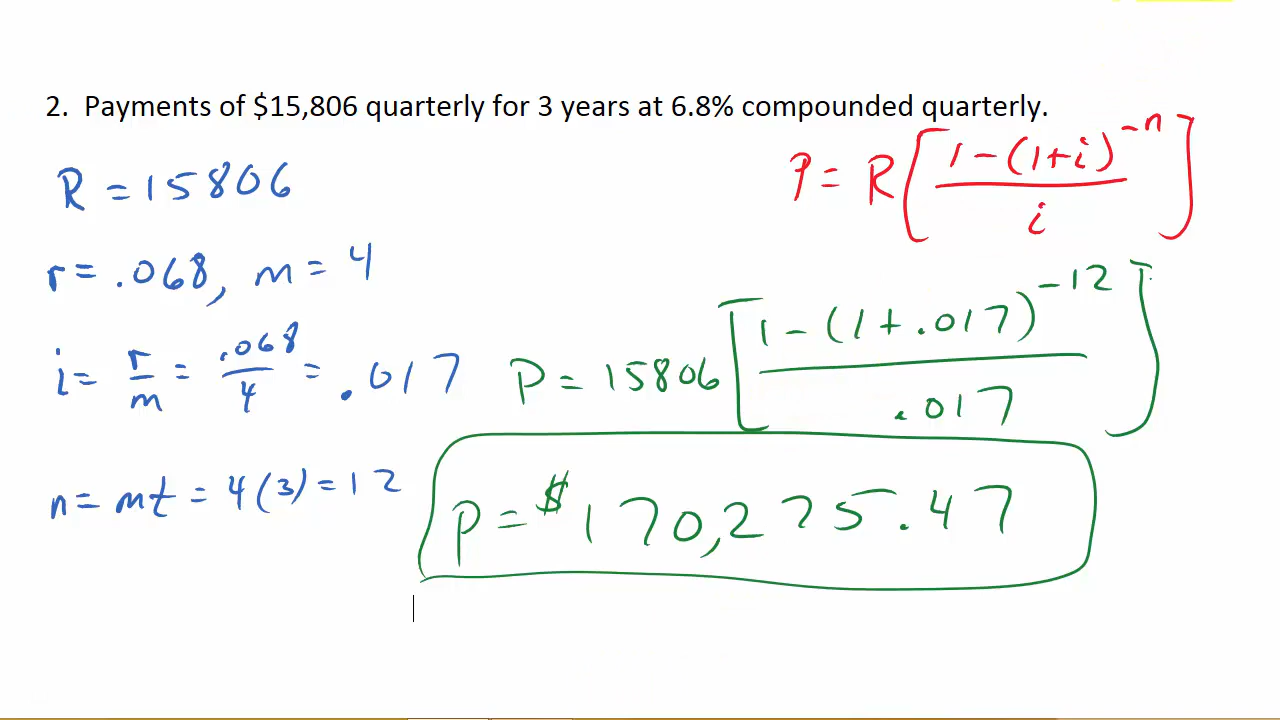 2. Payments of $15,806 quarterly for 3 years at 6.8% compounded quarterly.
P = R [ 1 - (1+i)^-n / i ]
R = 15806
r = .068, m = 4
i = r/m = .068/4 = .017
P = 15806 [ 1 - (1 + .017)^-12 / .017 ]
n = mt = 4(3) = 12
P = $170,275.47